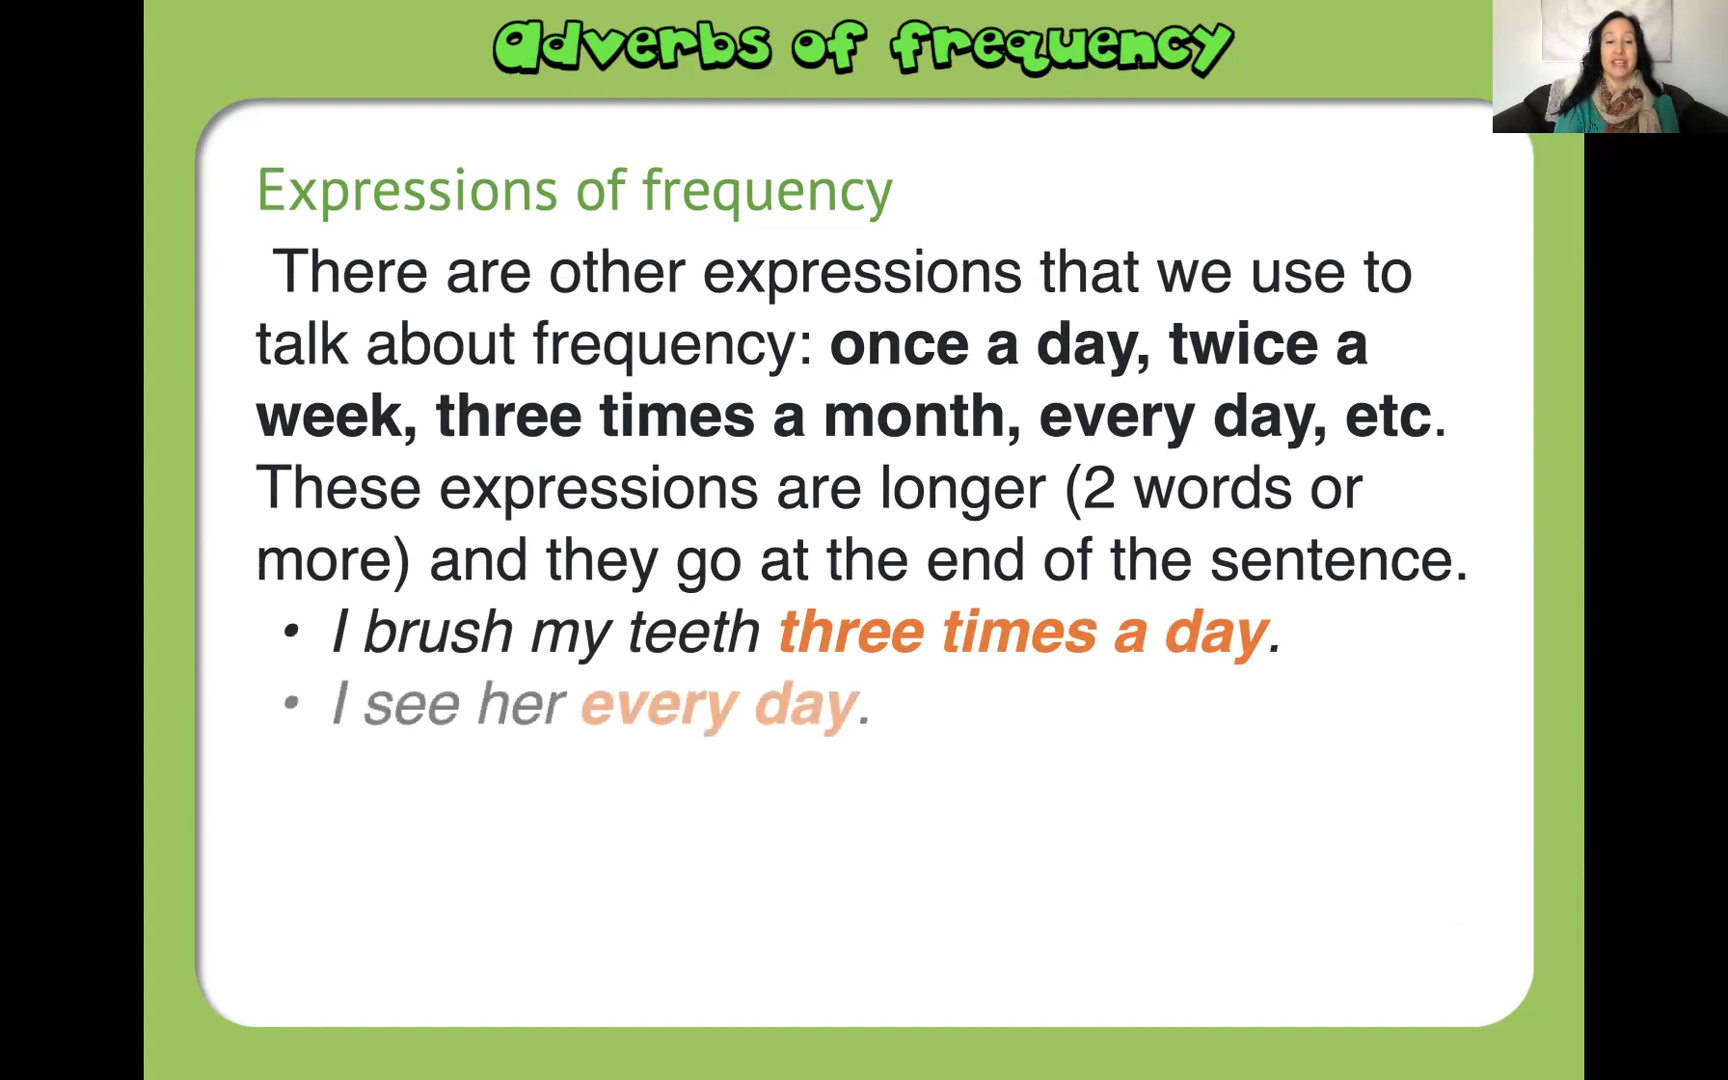 adverbs of frequency
Expressions of frequency
There are other expressions that we use to
talk about frequency: once a day, twice a
week, three times a month, every day, etc.
These expressions are longer (2 words or
more) and they go at the end of the sentence.
• I brush my teeth three times a day.
• I see her every day.